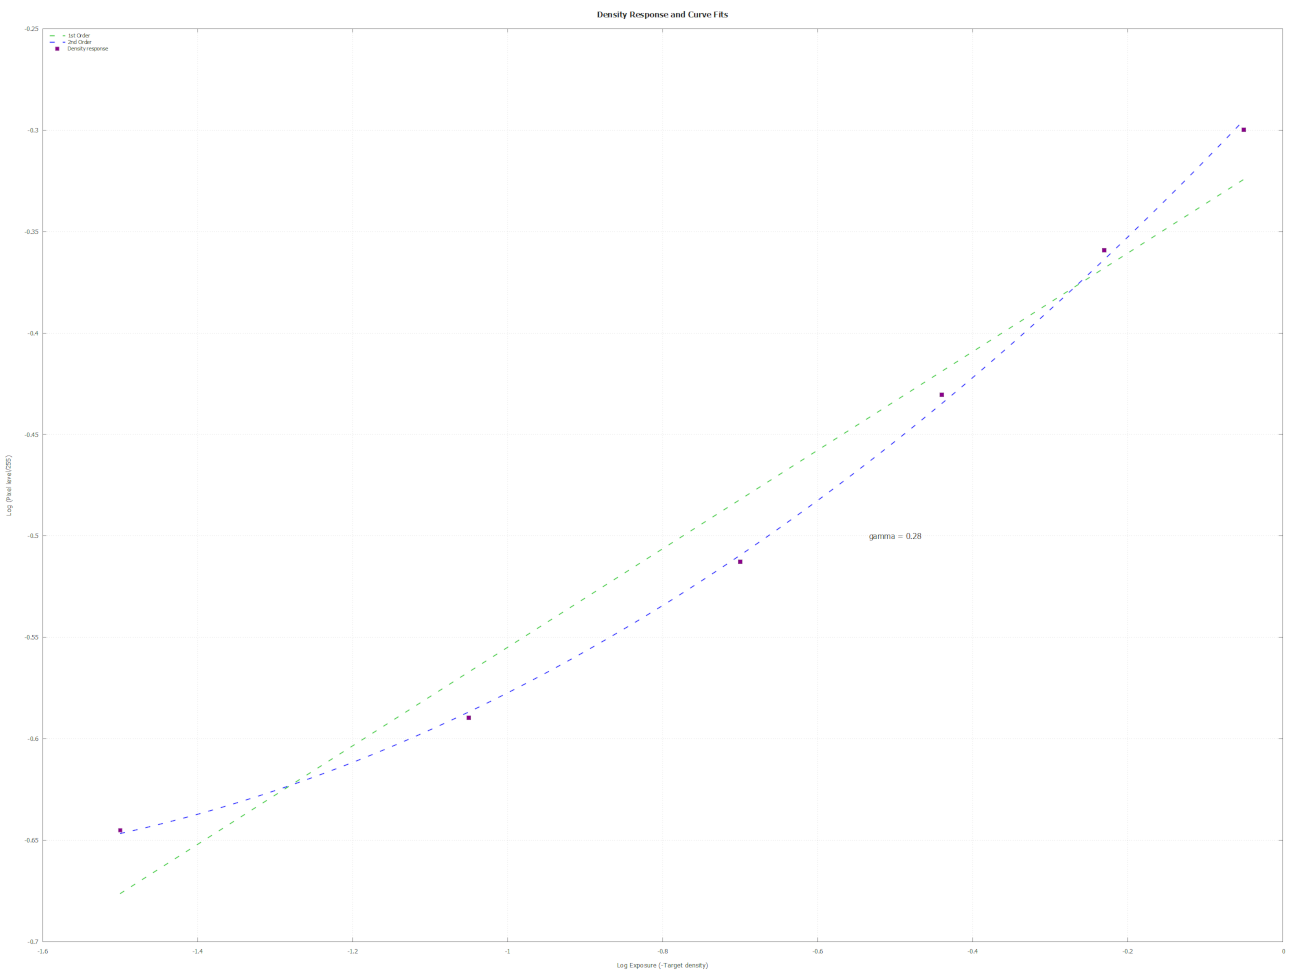 Density Response and Curve Fits
-0.25
1st Order
2nd Order
Density response
-0.3
-0.35
-0.4
-0.45
Log (Pixel level/255)
-0.5
gamma = 0.28
-0.55
-0.6
-0.65
-0.7
-1.6
-1.4
-1.2
-1
-0.8
-0.6
-0.4
-0.2
0
Log Exposure (-Target density)